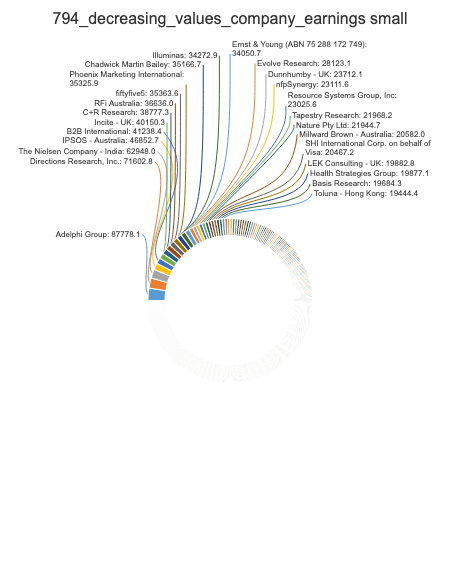 794_decreasing_values_company_earnings small
Ernst & Young (ABN 75 288 172 749):
34050.7
Illuminas: 34272.9
Chadwick Martin Bailey: 35166.7
Evolve Research: 28123.1
Phoenix Marketing International:
35325.9
Dunnhumby - UK: 23712.1
nfpSynergy: 23111.6
fiftyfive5: 35363.6
Resource Systems Group, Inc:
23025.6
RFi Australia: 36636.0
C+R Research: 38777.3
Tapestry Research: 21968.2
Incite - UK: 40150.3
Nature Pty Ltd: 21944.7
B2B International: 41238.4
Millward Brown - Australia: 20582.0
IPSOS - Australia: 46852.7
SHI International Corp. on behalf of
Visa: 20467.2
The Nielsen Company - India: 62948.0
Directions Research, Inc.: 71602.8
LEK Consulting - UK: 19882.8
Health Strategies Group: 19877.1
Basis Research: 19684.3
Toluna - Hong Kong: 19444.4
Adelphi Group: 87778.1